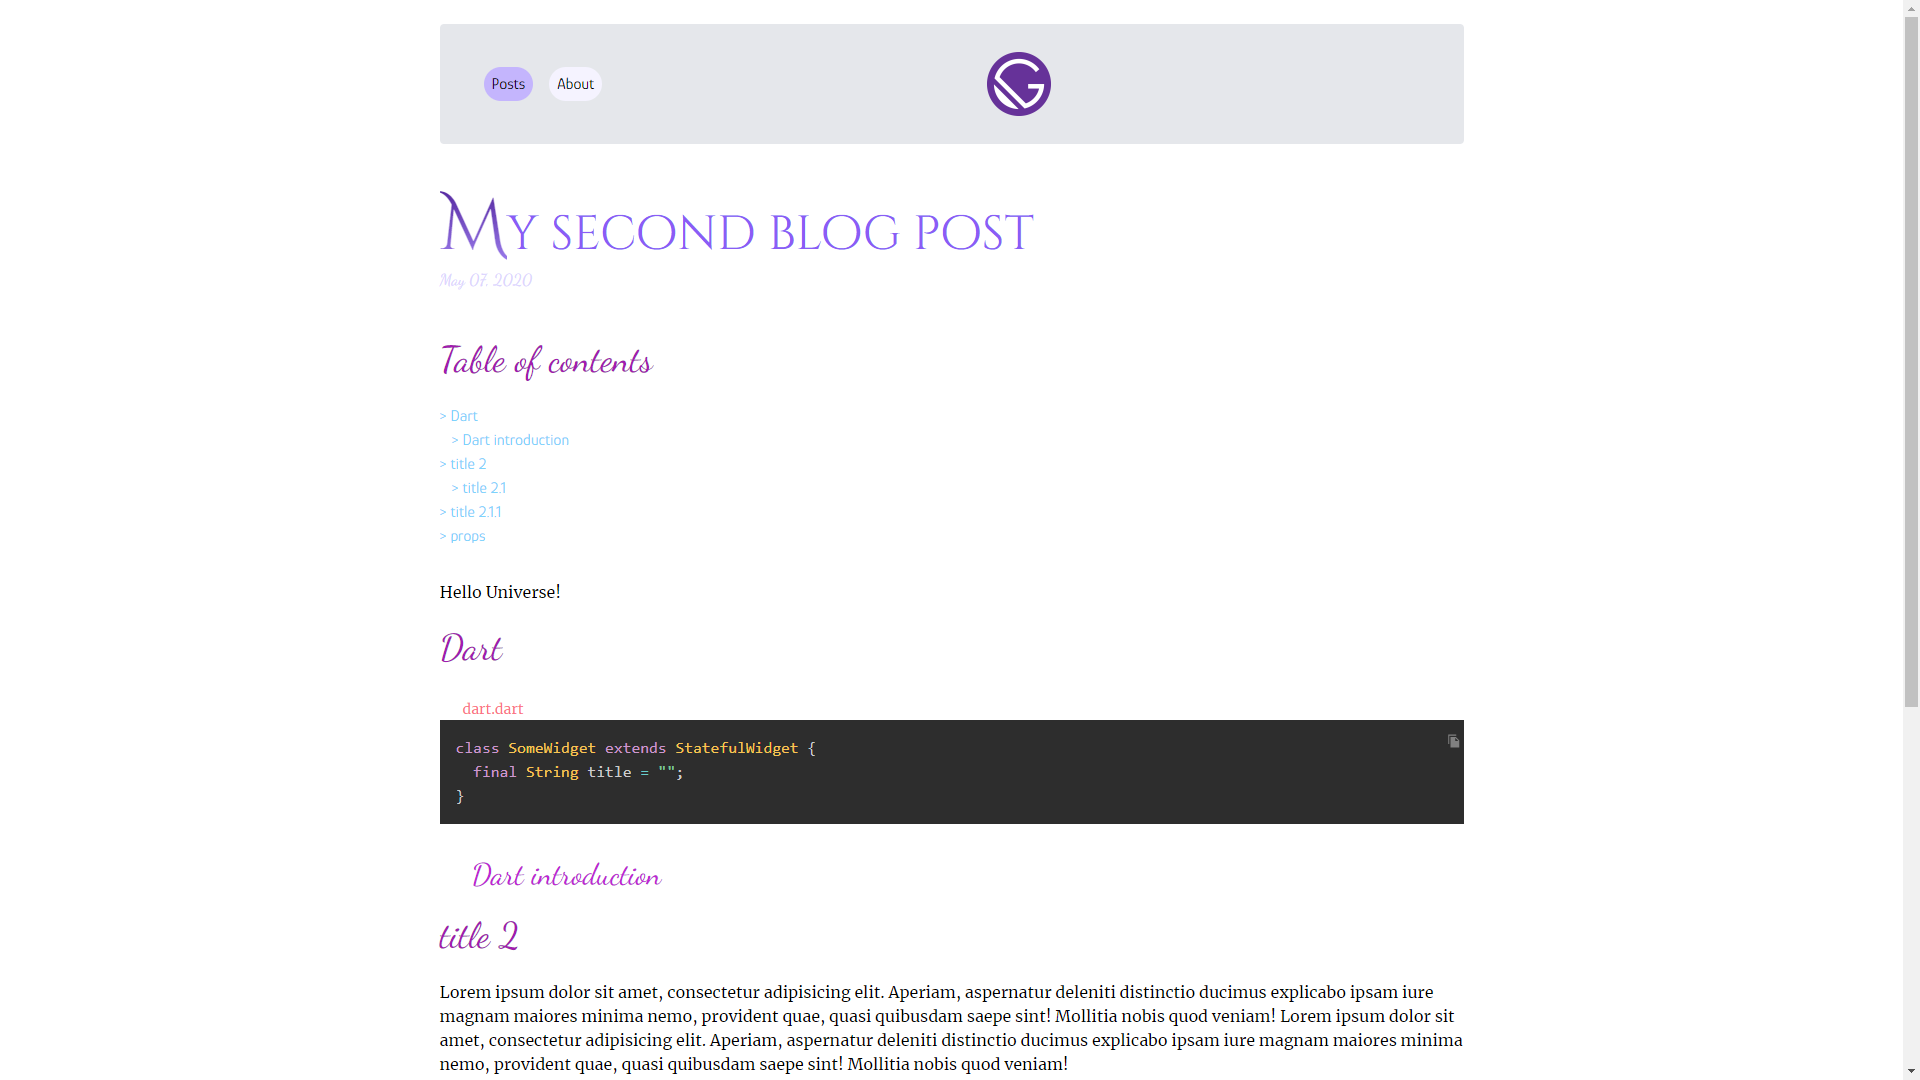 Posts About
My second blog post
May 07, 2020
Table of contents
> Dart
> Dart introduction
> title 2
> title 2.1
> title 2.1.1
> props
Hello Universe!
Dart
dart.dart
class SomeWidget extends StatefulWidget {
  final String title = "";
}
Dart introduction
title 2
Lorem ipsum dolor sit amet, consectetur adipisicing elit. Aperiam, aspernatur deleniti distinctio ducimus explicabo ipsam iure
magnam maiores minima nemo, provident quae, quasi quibusdam saepe sint! Mollitia nobis quod veniam! Lorem ipsum dolor sit
amet, consectetur adipisicing elit. Aperiam, aspernatur deleniti distinctio ducimus explicabo ipsam iure magnam maiores minima
nemo, provident quae, quasi quibusdam saepe sint! Mollitia nobis quod veniam!